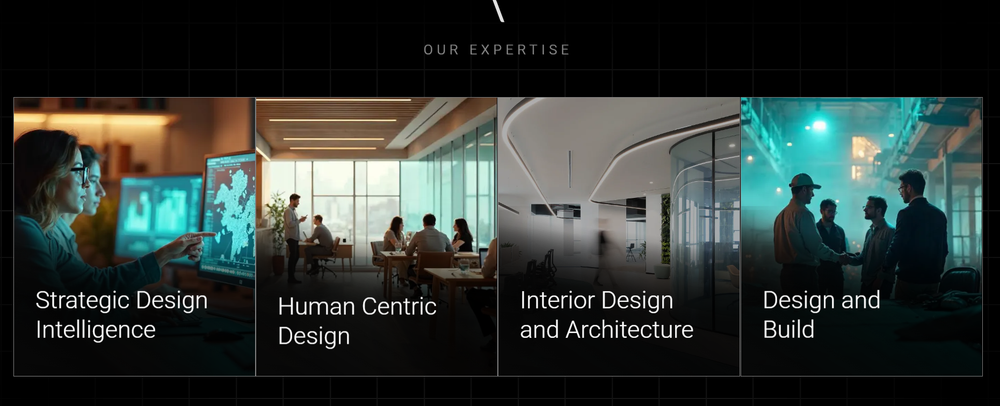 OUR EXPERTISE
Strategic Design
Intelligence
Human Centric
Design
Interior Design
and Architecture
Design and
Build